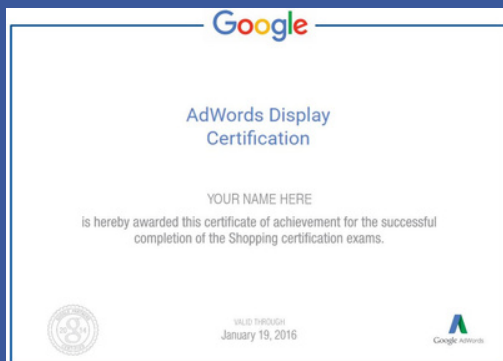 Google
AdWords Display
Certification
YOUR NAME HERE
is hereby awarded this certificate of achievement for the successful
completion of the Shopping certification exams.
VALID THROUGH
January 19, 2016
Google AdWords